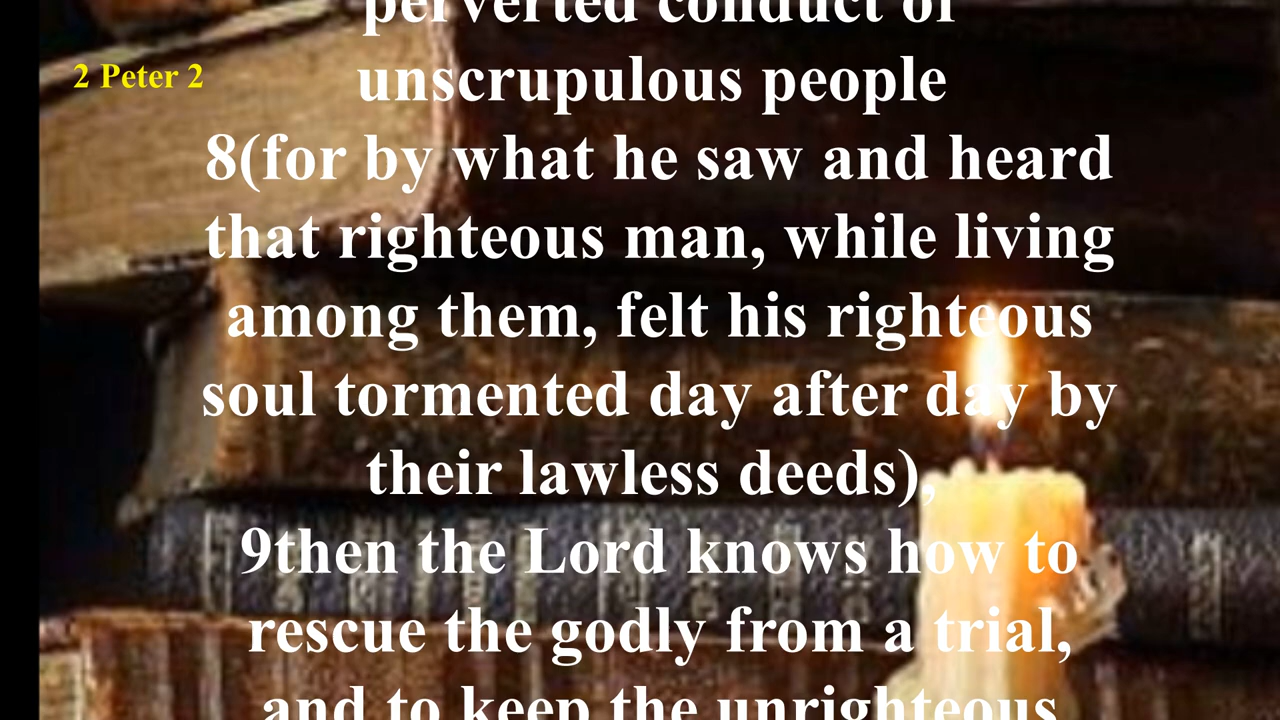 perverted conduct of
2 Peter 2
unscrupulous people
8(for by what he saw and heard
that righteous man, while living
among them, felt his righteous
soul tormented day after day by
their lawless deeds),
9then the Lord knows how to
rescue the godly from a trial,
and to keep the unrighteous